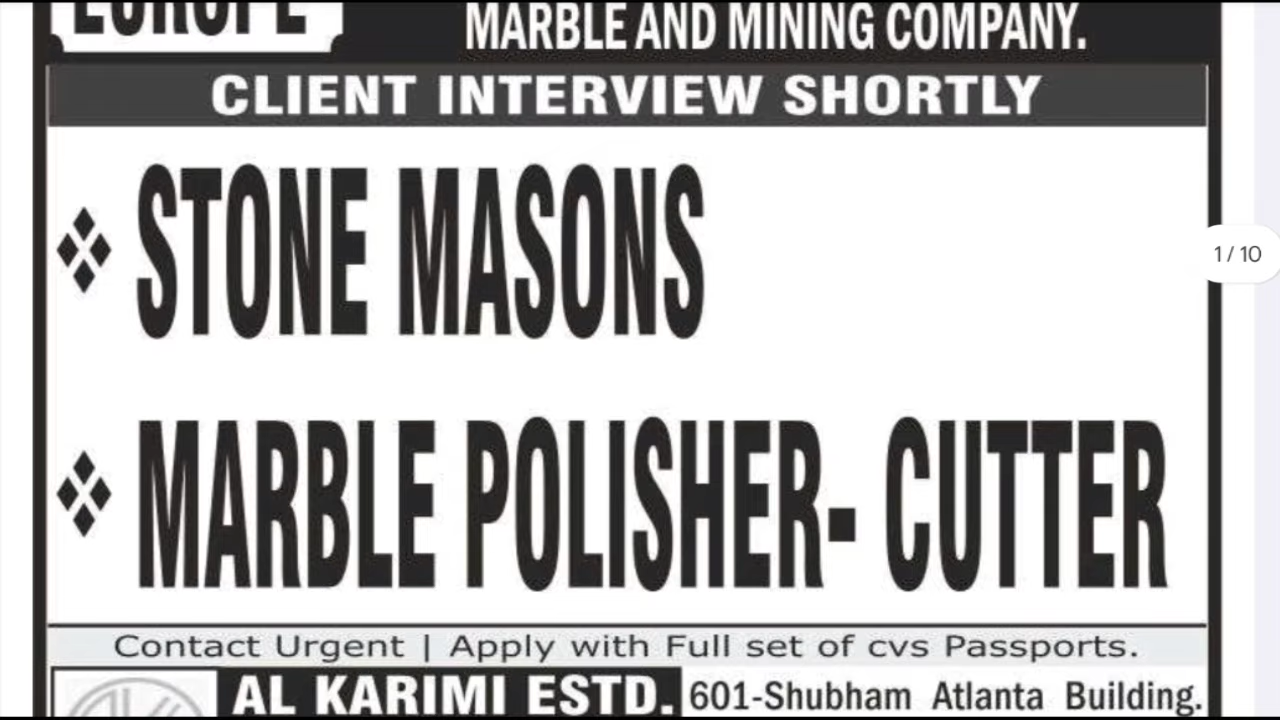 EUROPE
MARBLE AND MINING COMPANY.
CLIENT INTERVIEW SHORTLY
❖ STONE MASONS
1 / 10
❖ MARBLE POLISHER- CUTTER
Contact Urgent | Apply with Full set of cvs Passports.
AL KARIMI ESTD. 601-Shubham Atlanta Building.